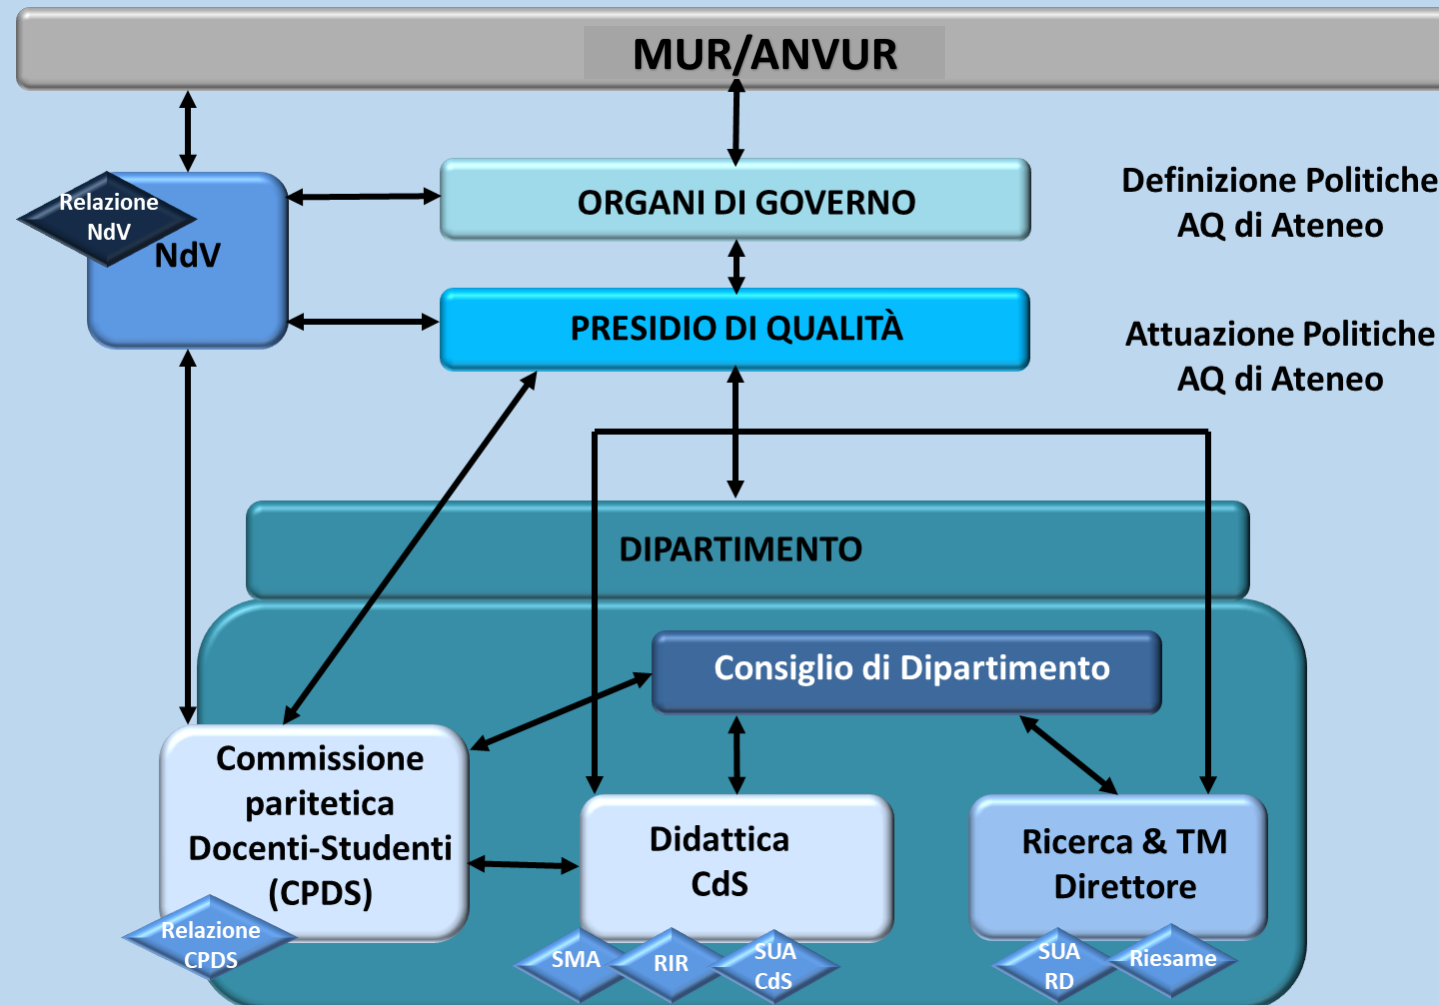 MUR/ANVUR
Relazione
NdV
NdV
ORGANI DI GOVERNO
Definizione Politiche
AQ di Ateneo
PRESIDIO DI QUALITÀ
Attuazione Politiche
AQ di Ateneo
DIPARTIMENTO
Consiglio di Dipartimento
Commissione
paritetica
Docenti-Studenti
(CPDS)
Relazione
CPDS
Didattica
CdS
SMA
RIR
SUA
CdS
Ricerca & TM
Direttore
SUA
RD
Riesame